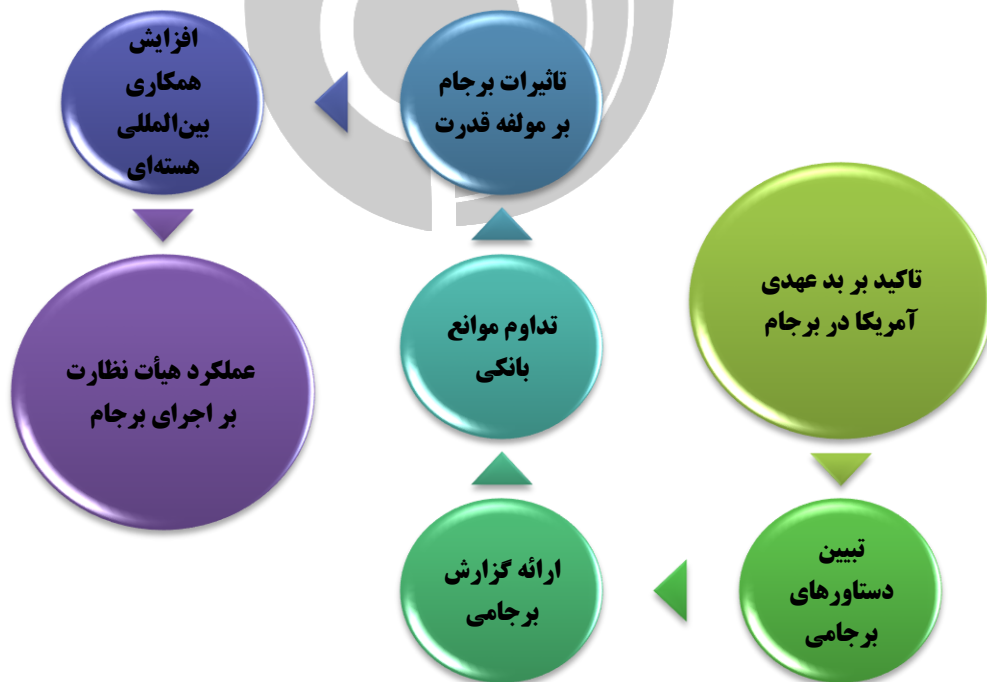 تاکید بر بد عهدی
آمریکا در برجام
تبیین
دستاورهای
برجامی
ارائه گزارش
برجامی
تداوم موانع
بانکی
تاثیرات برجام
بر مولفه قدرت
افزایش
همکاری
بین‌المللی
هسته‌ای
عملکرد هیأت نظارت
بر اجرای برجام